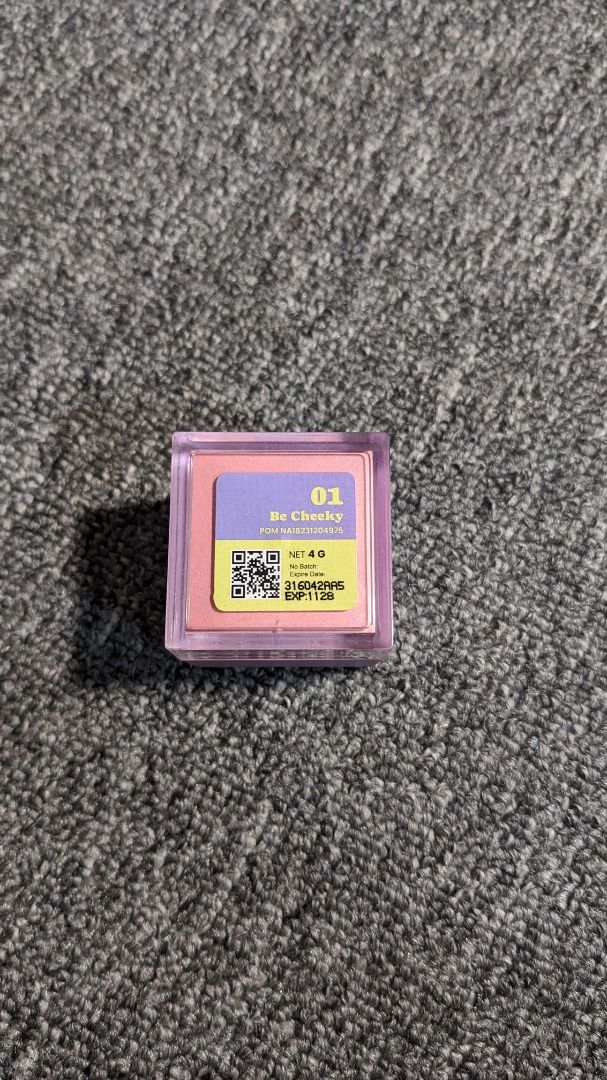 01
Be Cheeky
POM NA18231204975
NET 4 G
No Batch:
Expire Date:
316042AA5
EXP:1128